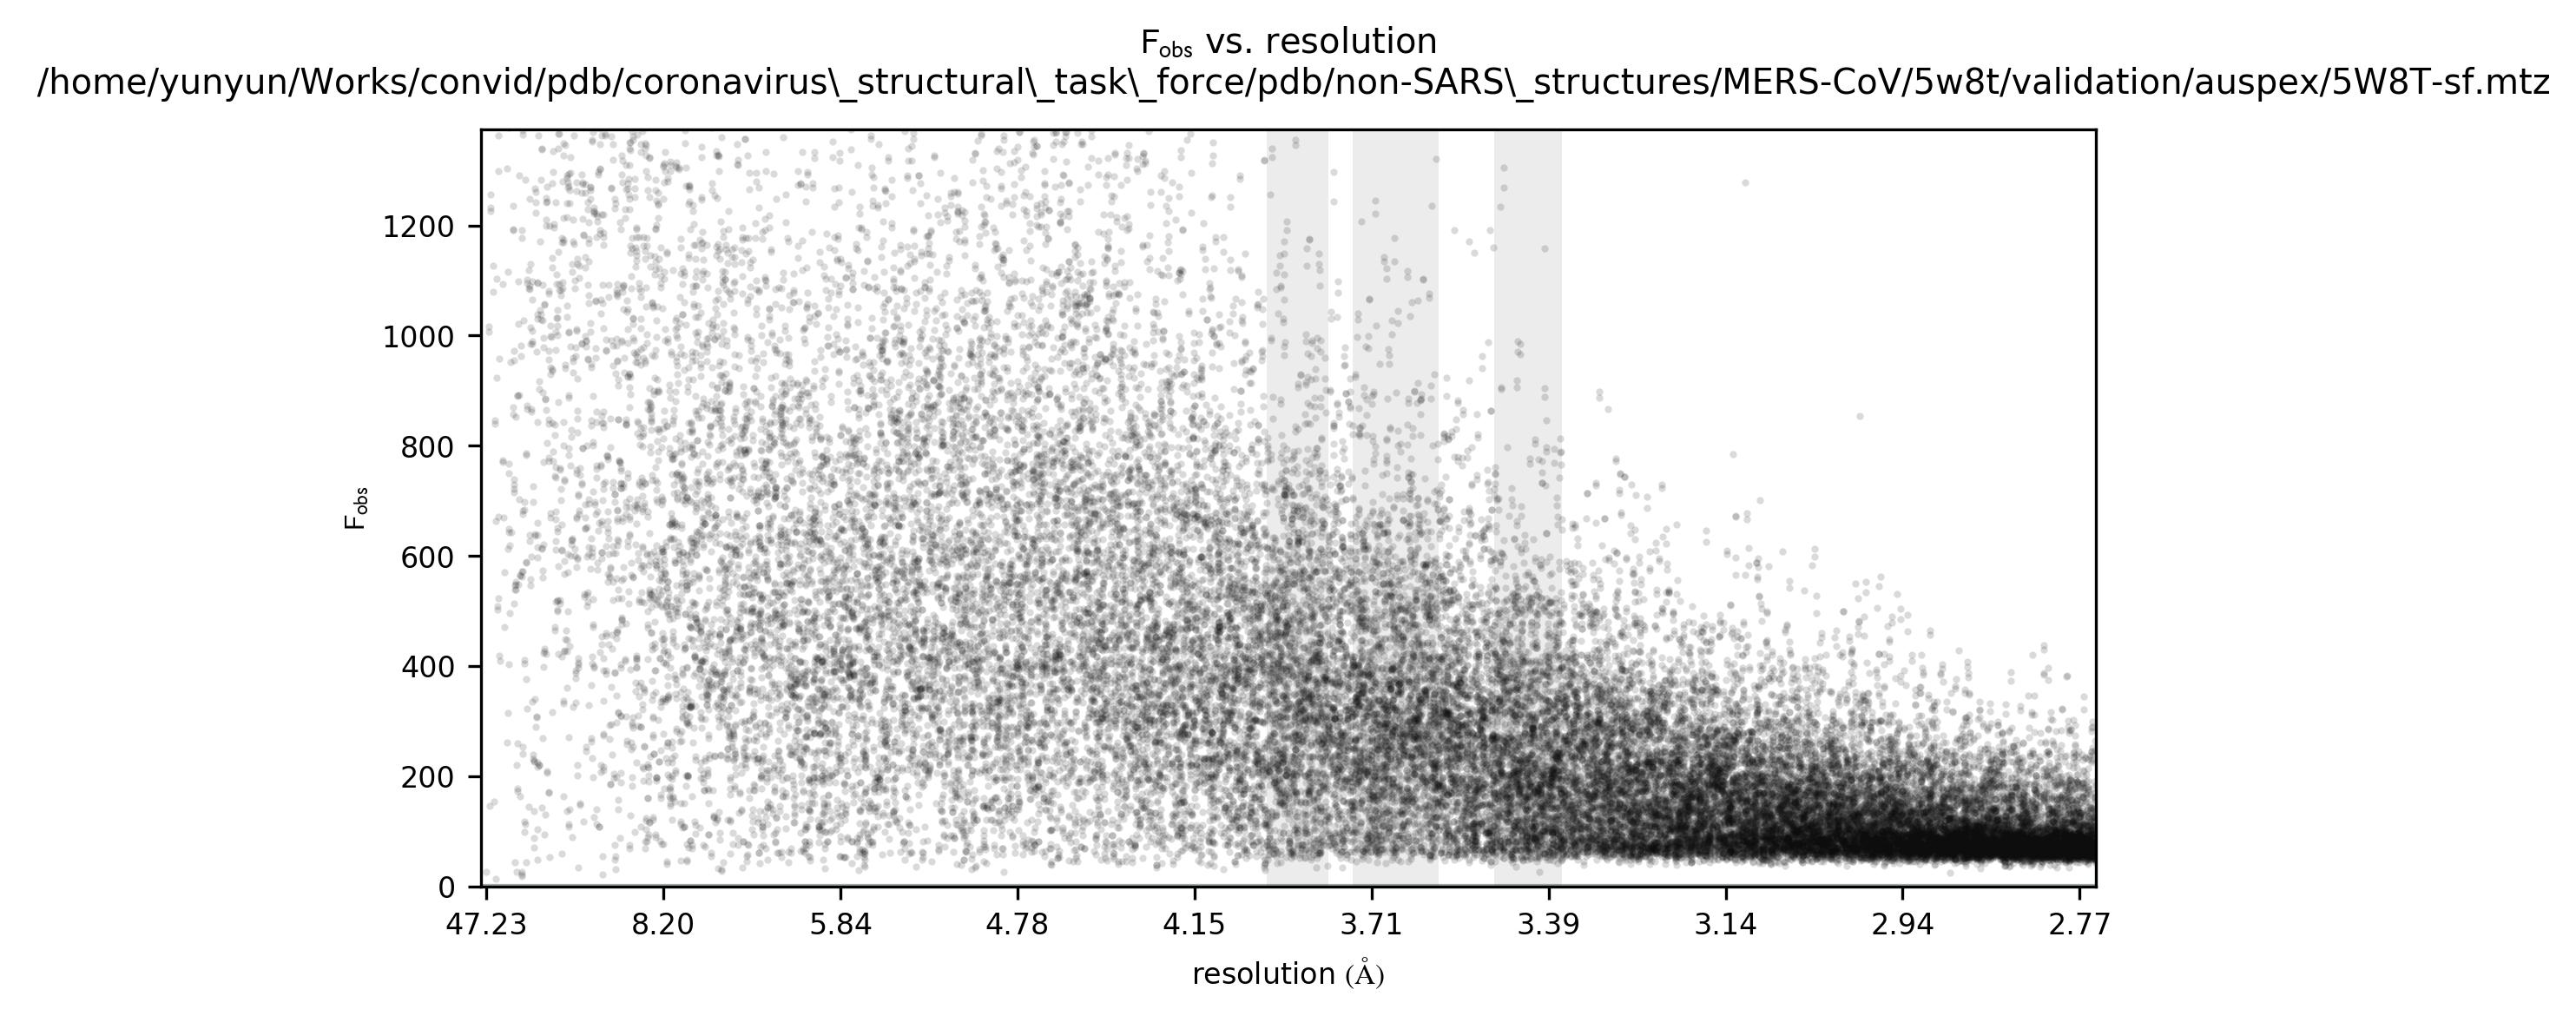 F_obs vs. resolution
/home/yunyun/Works/convid/pdb/coronavirus\_structural\_task\_force/pdb/non-SARS\_structures/MERS-CoV/5w8t/validation/auspex/5W8T-sf.mtz
F_obs
1200
1000
800
600
400
200
0
47.23 8.20 5.84 4.78 4.15 3.71 3.39 3.14 2.94 2.77
resolution (Å)